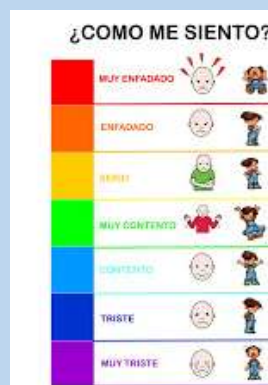 ¿COMO ME SIENTO?
MUY ENFADADO
ENFADADO
SERIO
MUY CONTENTO
CONTENTO
TRISTE
MUY TRISTE